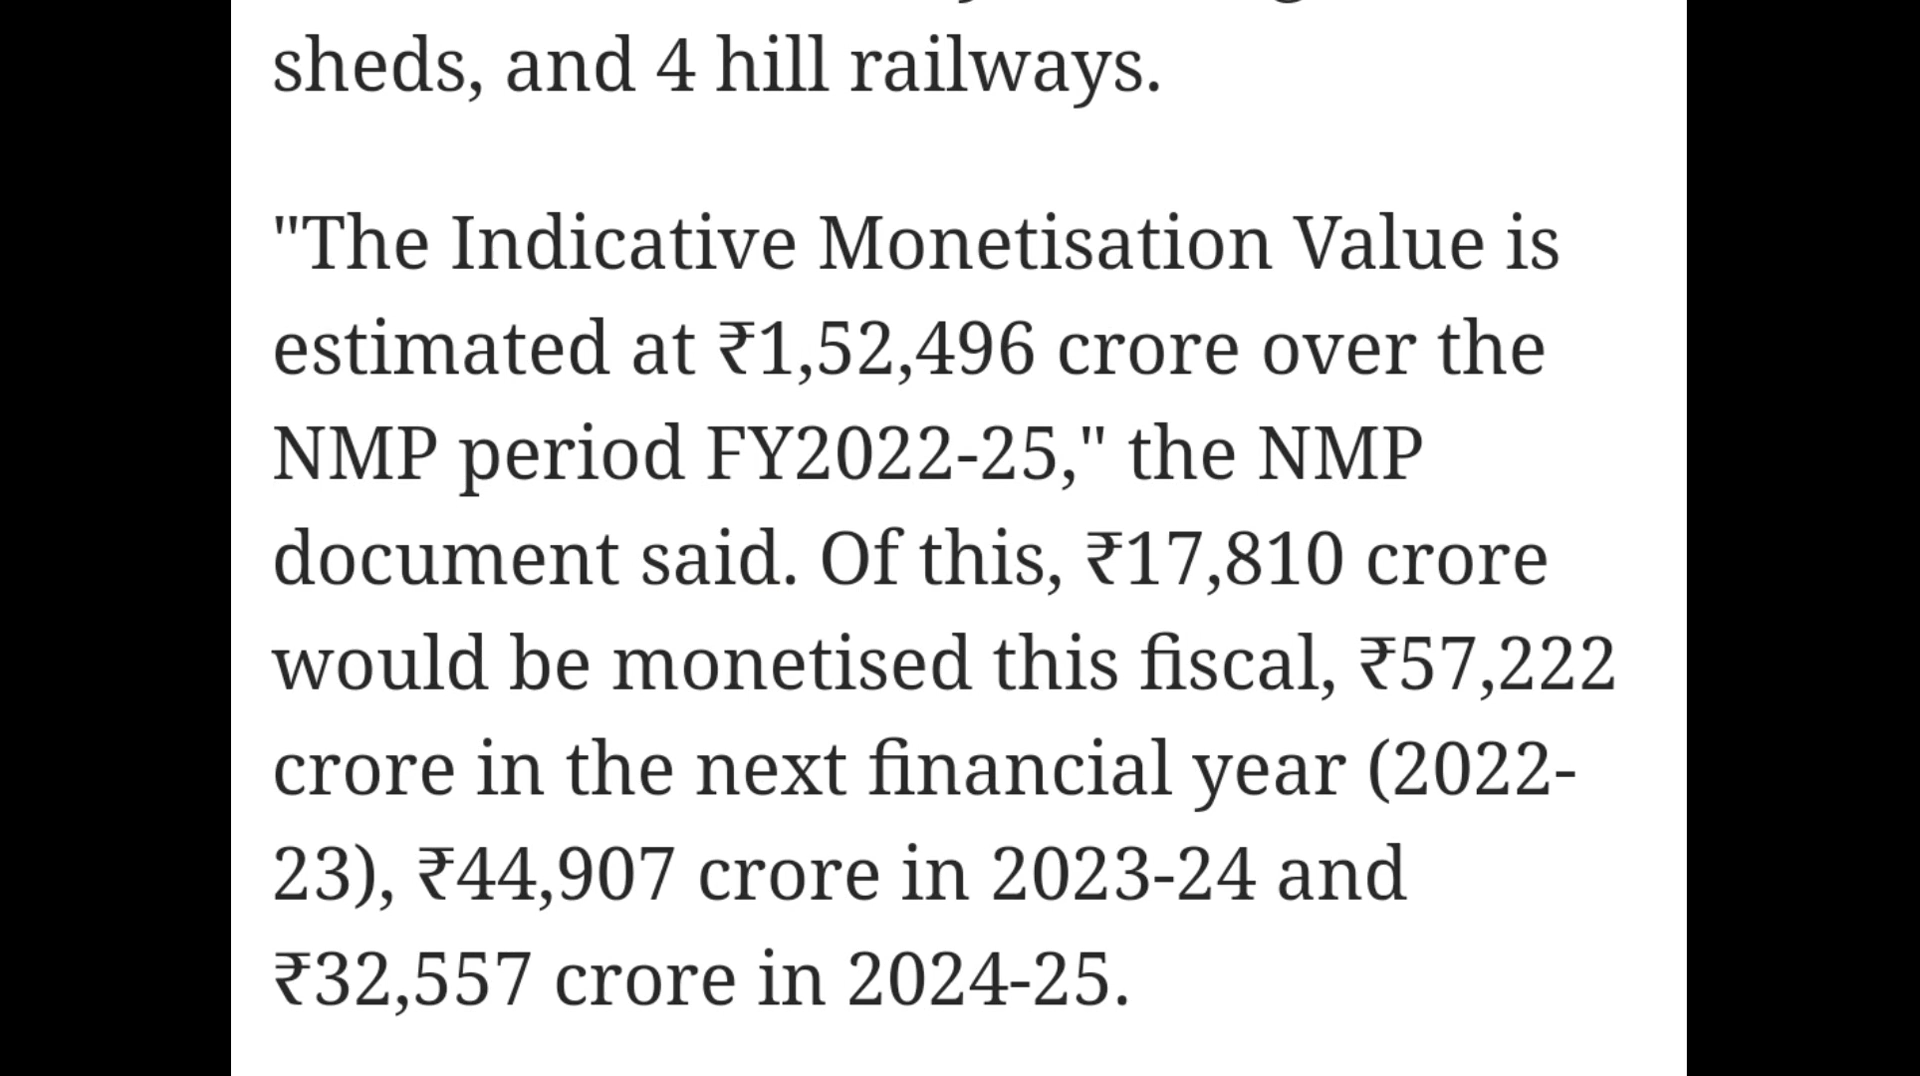 sheds, and 4 hill railways.
"The Indicative Monetisation Value is
estimated at ₹1,52,496 crore over the
NMP period FY2022-25," the NMP
document said. Of this, ₹17,810 crore
would be monetised this fiscal, ₹57,222
crore in the next financial year (2022-
23), ₹44,907 crore in 2023-24 and
₹32,557 crore in 2024-25.